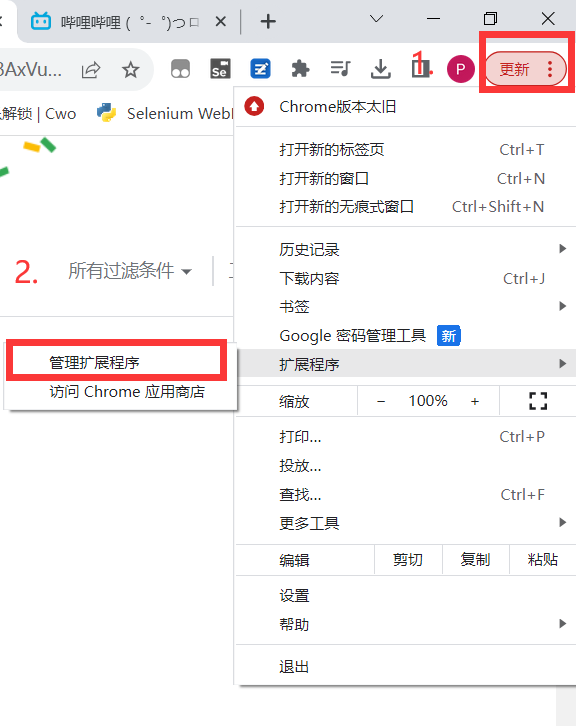 哔哩哔哩 (゜-゜)つロ
1.
3AxVu...
Se
P
更新
解锁 | Cwo
Selenium Web
Chrome版本太旧
打开新的标签页 Ctrl+T
打开新的窗口 Ctrl+N
打开新的无痕式窗口 Ctrl+Shift+N
2.
所有过滤条件
历史记录
下载内容 Ctrl+J
书签
Google 密码管理工具 新
扩展程序
管理扩展程序
访问 Chrome 应用商店
缩放 − 100% +
打印... Ctrl+P
投放...
查找... Ctrl+F
更多工具
编辑 剪切 复制 粘贴
设置
帮助
退出